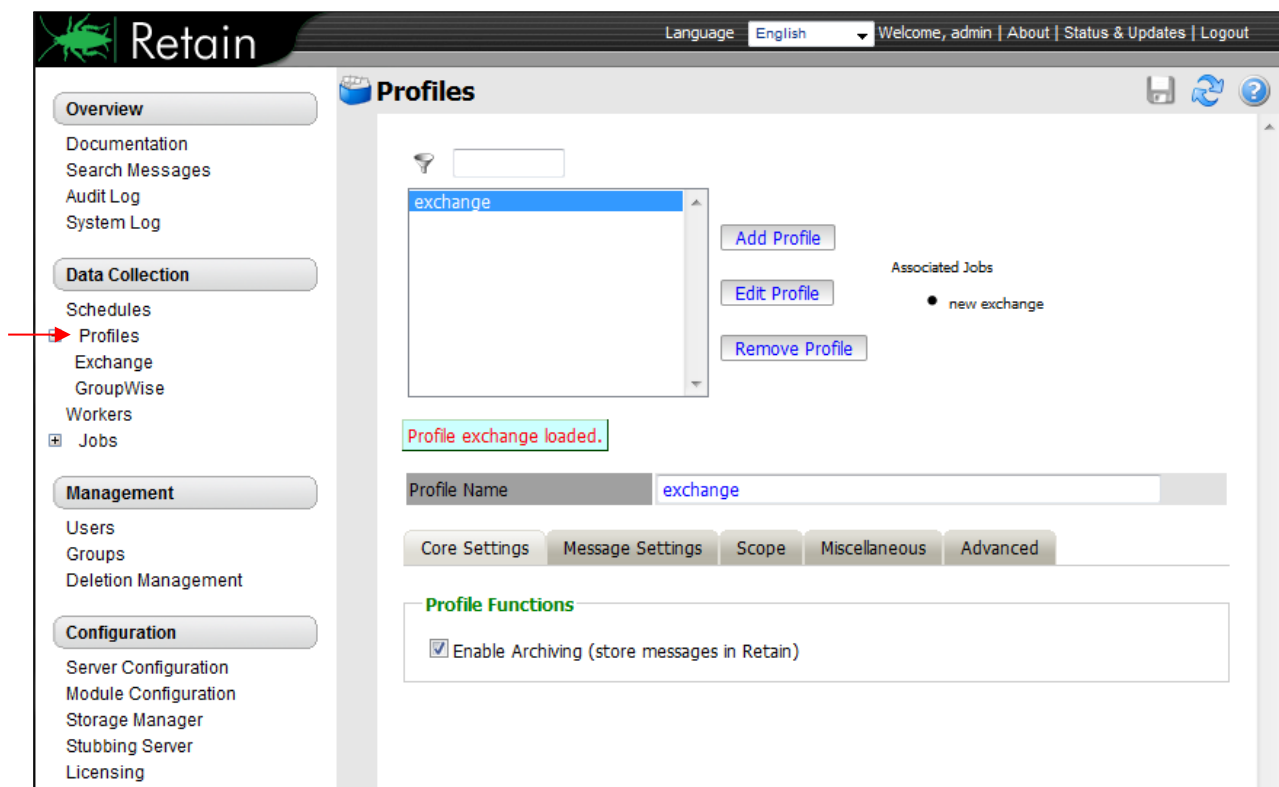 Retain
Language English Welcome, admin | About | Status & Updates | Logout
Overview
Documentation
Search Messages
Audit Log
System Log
Data Collection
Schedules
Profiles
Exchange
GroupWise
Workers
Jobs
Management
Users
Groups
Deletion Management
Configuration
Server Configuration
Module Configuration
Storage Manager
Stubbing Server
Licensing
Profiles
exchange
Add Profile
Edit Profile
Remove Profile
Associated Jobs
new exchange
Profile exchange loaded.
Profile Name exchange
Core Settings Message Settings Scope Miscellaneous Advanced
Profile Functions
Enable Archiving (store messages in Retain)